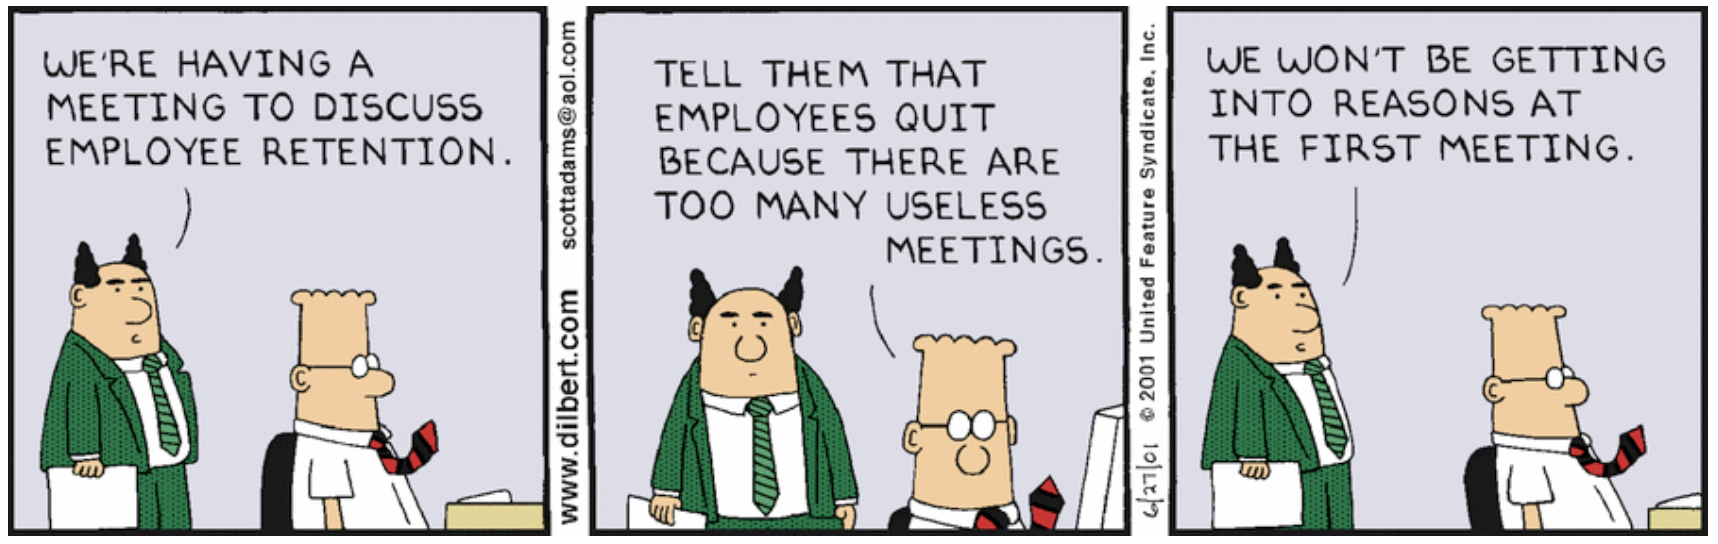 WE'RE HAVING A
MEETING TO DISCUSS
EMPLOYEE RETENTION.
www.dilbert.com scottadams@aol.com
TELL THEM THAT
EMPLOYEES QUIT
BECAUSE THERE ARE
TOO MANY USELESS
MEETINGS.
6/27/01 © 2001 United Feature Syndicate, Inc.
WE WON'T BE GETTING
INTO REASONS AT
THE FIRST MEETING.